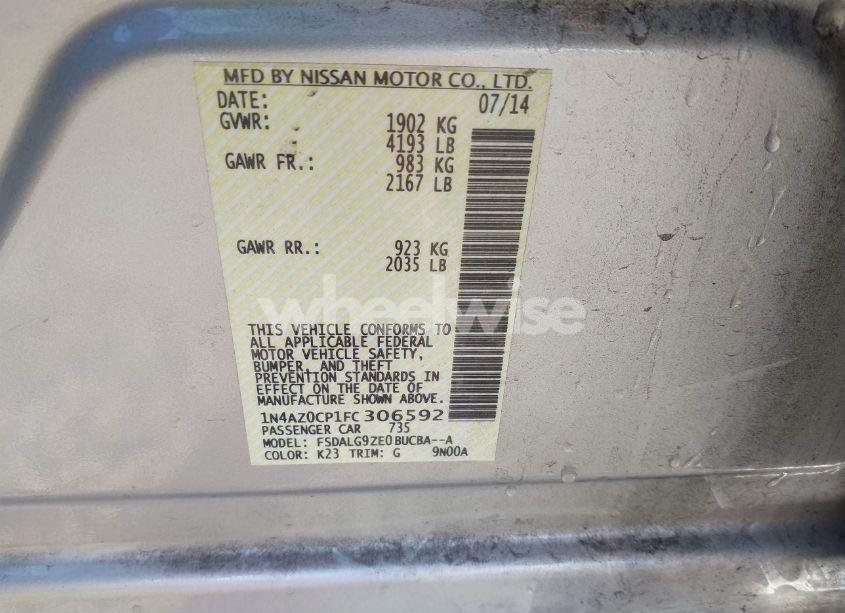 MFD BY NISSAN MOTOR CO., LTD.
DATE: 07/14
GVWR: 1902 KG
4193 LB
GAWR FR.: 983 KG
2167 LB
GAWR RR.: 923 KG
2035 LB
wheelwise
THIS VEHICLE CONFORMS TO
ALL APPLICABLE FEDERAL
MOTOR VEHICLE SAFETY,
BUMPER, AND THEFT
PREVENTION STANDARDS IN
EFFECT ON THE DATE OF
MANUFACTURE SHOWN ABOVE.
1N4AZ0CP1FC306592
PASSENGER CAR 735
MODEL: FSDALG9ZE0BUCBA--A
COLOR: K23 TRIM: G 9N00A